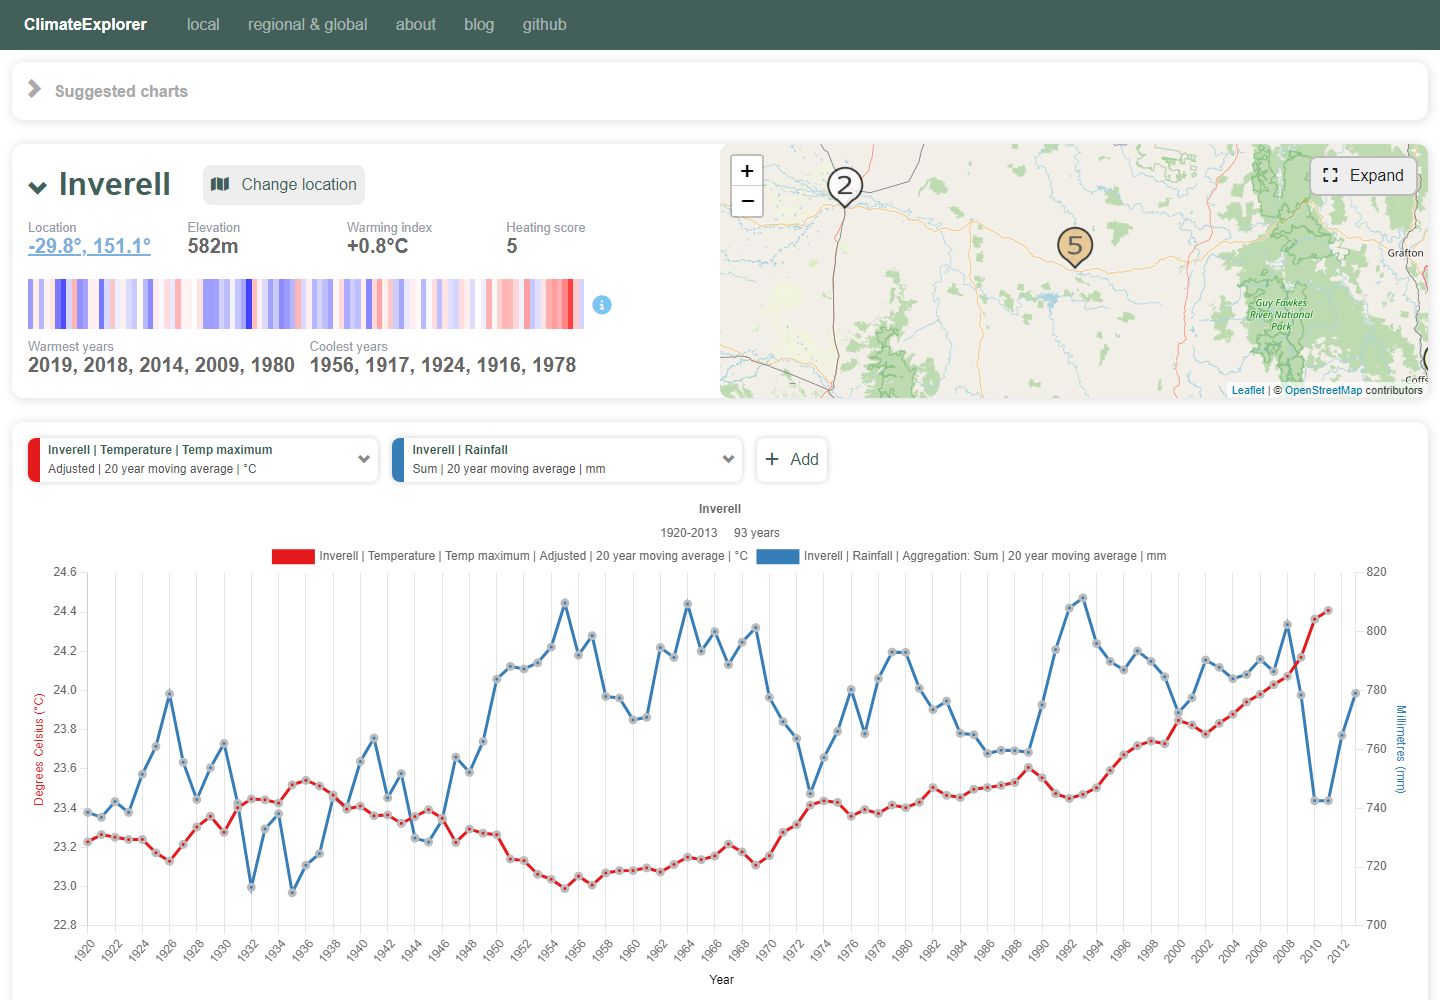 ClimateExplorer local regional & global about blog github
Suggested charts
Inverell
Change location
Location Elevation Warming index Heating score
-29.8°, 151.1° 582m +0.8°C 5
Warmest years Coolest years
2019, 2018, 2014, 2009, 1980 1956, 1917, 1924, 1916, 1978
+
−
2
5
Expand
Grafton
Guy Fawkes
River National
Park
Leaflet | © OpenStreetMap contributors
Inverell | Temperature | Temp maximum
Adjusted | 20 year moving average | °C
Inverell | Rainfall
Sum | 20 year moving average | mm
+ Add
Inverell
1920-2013 93 years
Inverell | Temperature | Temp maximum | Adjusted | 20 year moving average | °C
Inverell | Rainfall | Aggregation: Sum | 20 year moving average | mm
24.6
24.4
24.2
24.0
23.8
23.6
23.4
23.2
23.0
22.8
Degrees Celsius (°C)
820
800
780
760
740
720
700
Millimetres (mm)
1920 1922 1924 1926 1928 1930 1932 1934 1936 1938 1940 1942 1944 1946 1948 1950 1952 1954 1956 1958 1960 1962 1964 1966 1968 1970 1972 1974 1976 1978 1980 1982 1984 1986 1988 1990 1992 1994 1996 1998 2000 2002 2004 2006 2008 2010 2012
Year